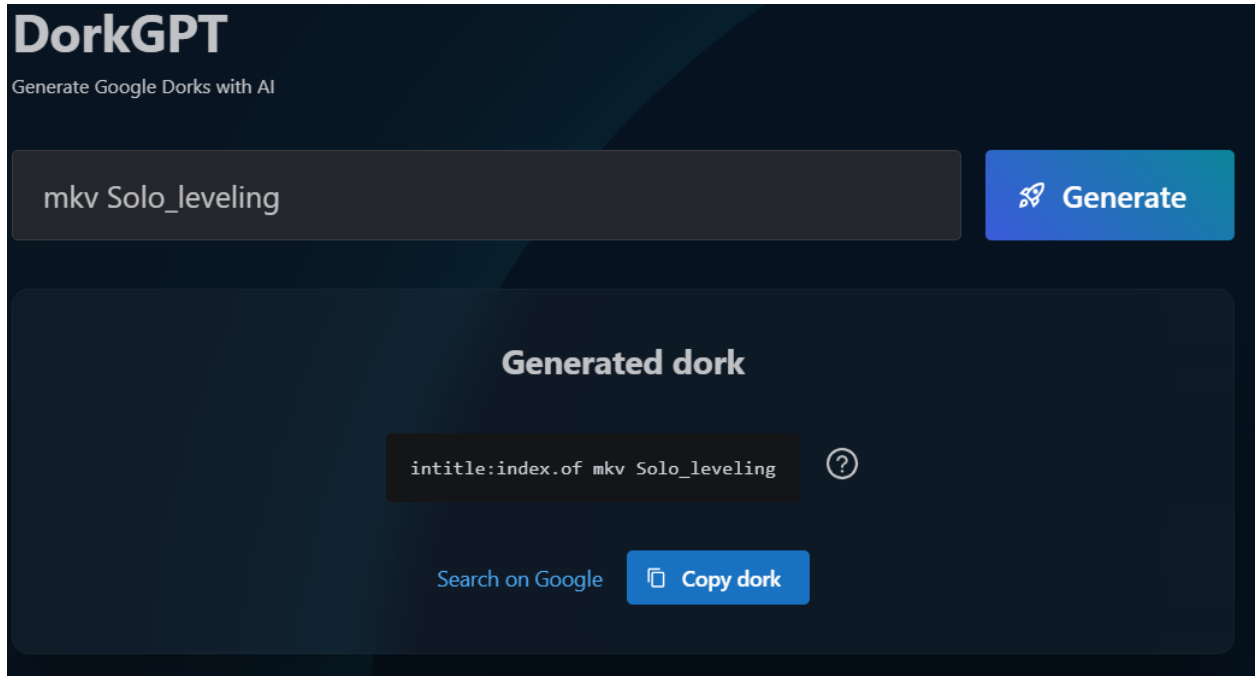 DorkGPT
Generate Google Dorks with AI
mkv Solo_leveling
Generate
Generated dork
intitle:index.of mkv Solo_leveling
Search on Google
Copy dork